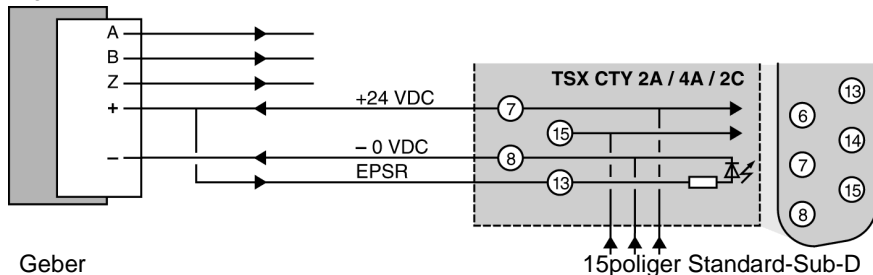 A
B
Z
+
+24 VDC
7
TSX CTY 2A / 4A / 2C
15
–
– 0 VDC
8
EPSR
13
13
6
14
7
15
8
Geber
15poliger Standard-Sub-D